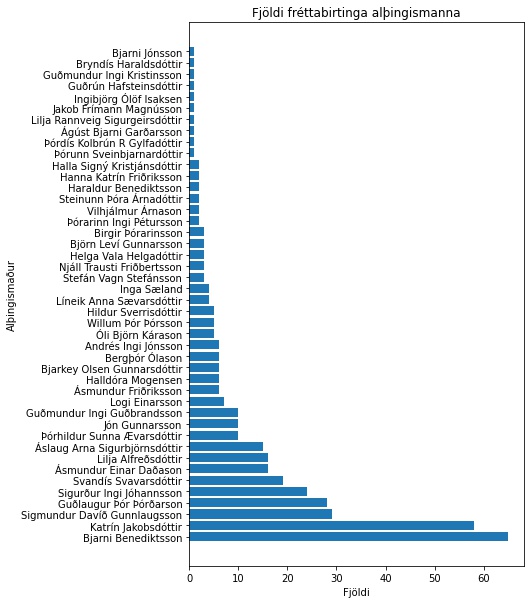 Fjöldi fréttabirtinga alþingismanna
Bjarni Jónsson
Bryndís Haraldsdóttir
Guðmundur Ingi Kristinsson
Guðrún Hafsteinsdóttir
Ingibjörg Ólöf Isaksen
Jakob Frímann Magnússon
Lilja Rannveig Sigurgeirsdóttir
Ágúst Bjarni Garðarsson
Þórdís Kolbrún R Gylfadóttir
Þórunn Sveinbjarnardóttir
Halla Signý Kristjánsdóttir
Hanna Katrín Friðriksson
Haraldur Benediktsson
Steinunn Þóra Árnadóttir
Vilhjálmur Árnason
Þórarinn Ingi Pétursson
Birgir Þórarinsson
Björn Leví Gunnarsson
Helga Vala Helgadóttir
Njáll Trausti Friðbertsson
Stefán Vagn Stefánsson
Inga Sæland
Líneik Anna Sævarsdóttir
Hildur Sverrisdóttir
Willum Þór Þórsson
Óli Björn Kárason
Andrés Ingi Jónsson
Bergþór Ólason
Bjarkey Olsen Gunnarsdóttir
Halldóra Mogensen
Ásmundur Friðriksson
Logi Einarsson
Guðmundur Ingi Guðbrandsson
Jón Gunnarsson
Þórhildur Sunna Ævarsdóttir
Áslaug Arna Sigurbjörnsdóttir
Lilja Alfreðsdóttir
Ásmundur Einar Daðason
Svandís Svavarsdóttir
Sigurður Ingi Jóhannsson
Guðlaugur Þór Þórðarson
Sigmundur Davíð Gunnlaugsson
Katrín Jakobsdóttir
Bjarni Benediktsson
Alþingismaður
0 10 20 30 40 50 60
Fjöldi